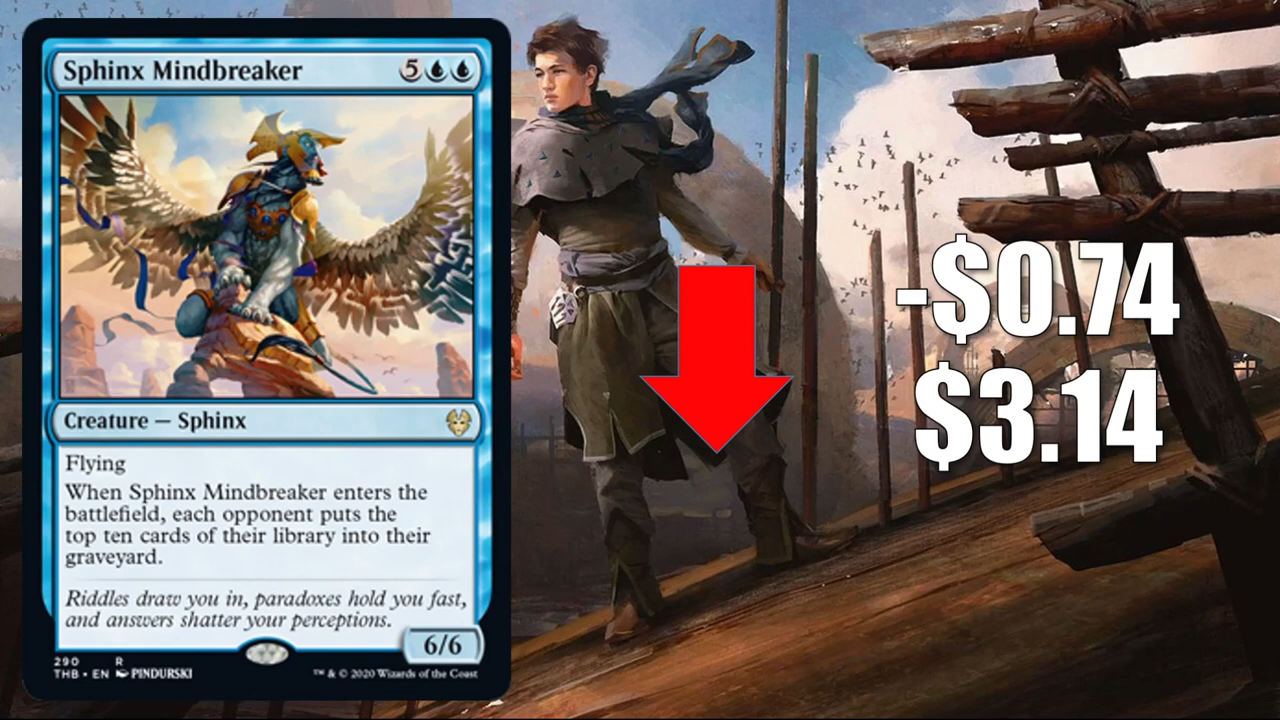 Sphinx Mindbreaker 5
Creature — Sphinx
Flying
When Sphinx Mindbreaker enters the
battlefield, each opponent puts the
top ten cards of their library into their
graveyard.
Riddles draw you in, paradoxes hold you fast,
and answers shatter your perceptions.
6/6
290 R
THB • EN PINDURSKI
™ & © 2020 Wizards of the Coast
-$0.74
$3.14